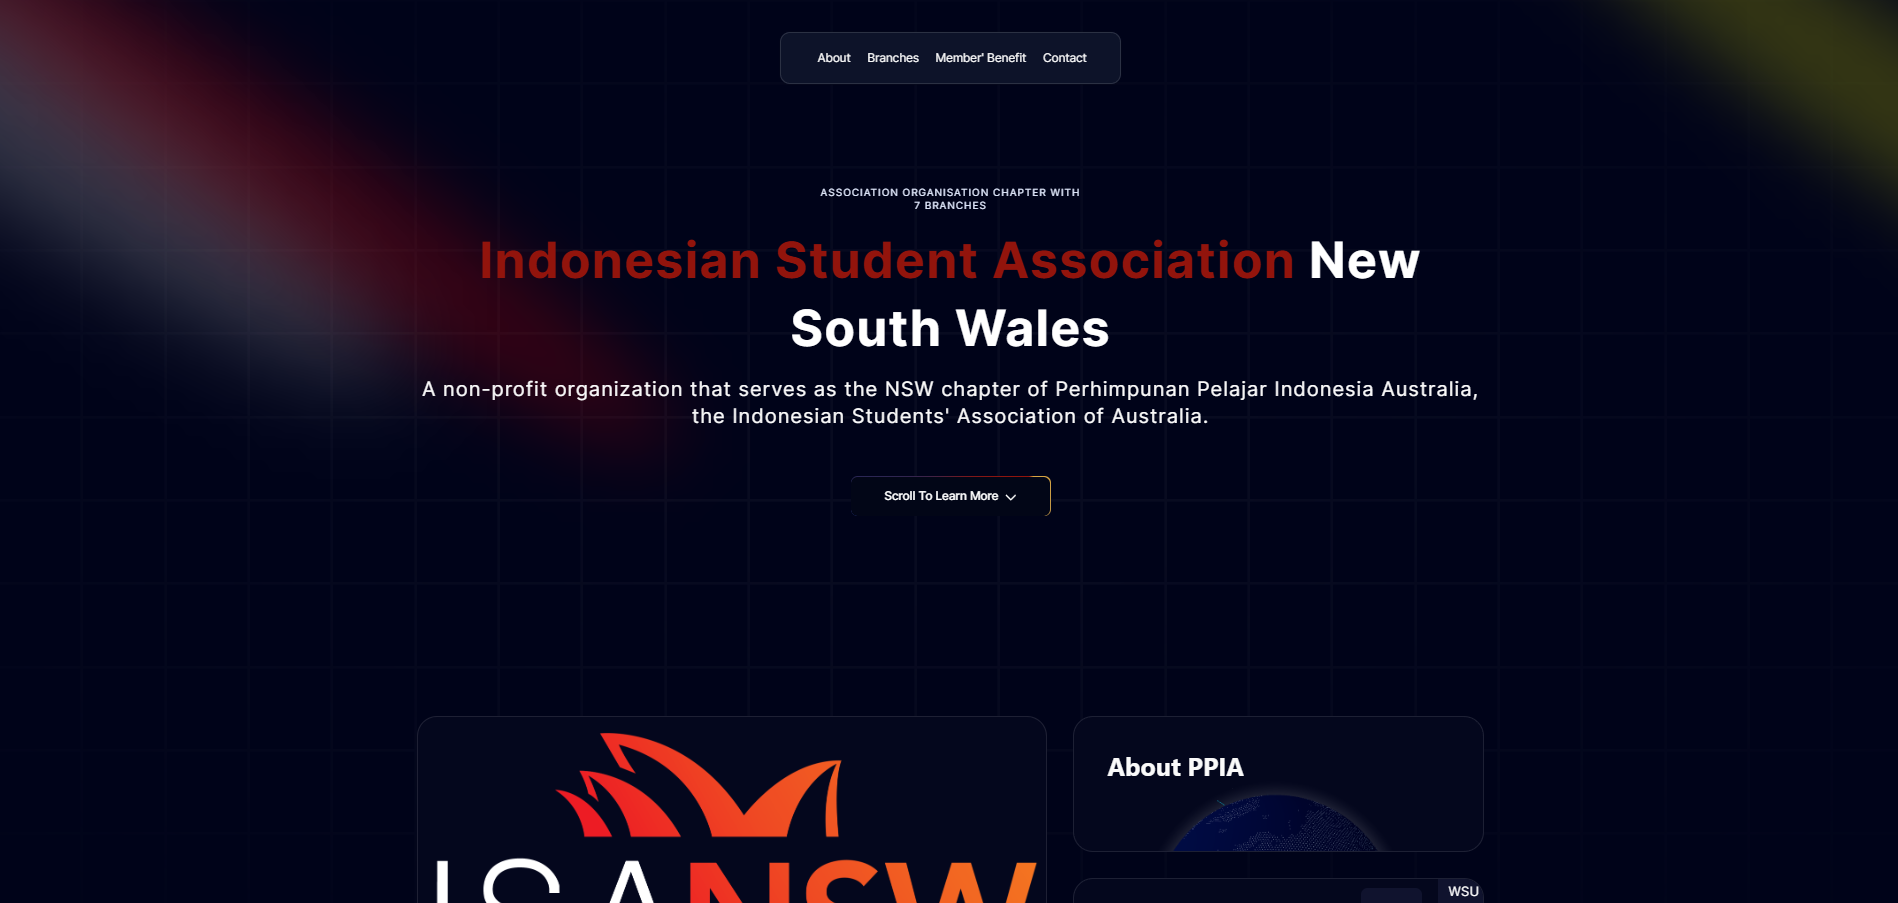 About Branches Member' Benefit Contact
ASSOCIATION ORGANISATION CHAPTER WITH
7 BRANCHES
Indonesian Student Association New
South Wales
A non-profit organization that serves as the NSW chapter of Perhimpunan Pelajar Indonesia Australia,
the Indonesian Students' Association of Australia.
Scroll To Learn More
About PPIA
ISANSW
WSU